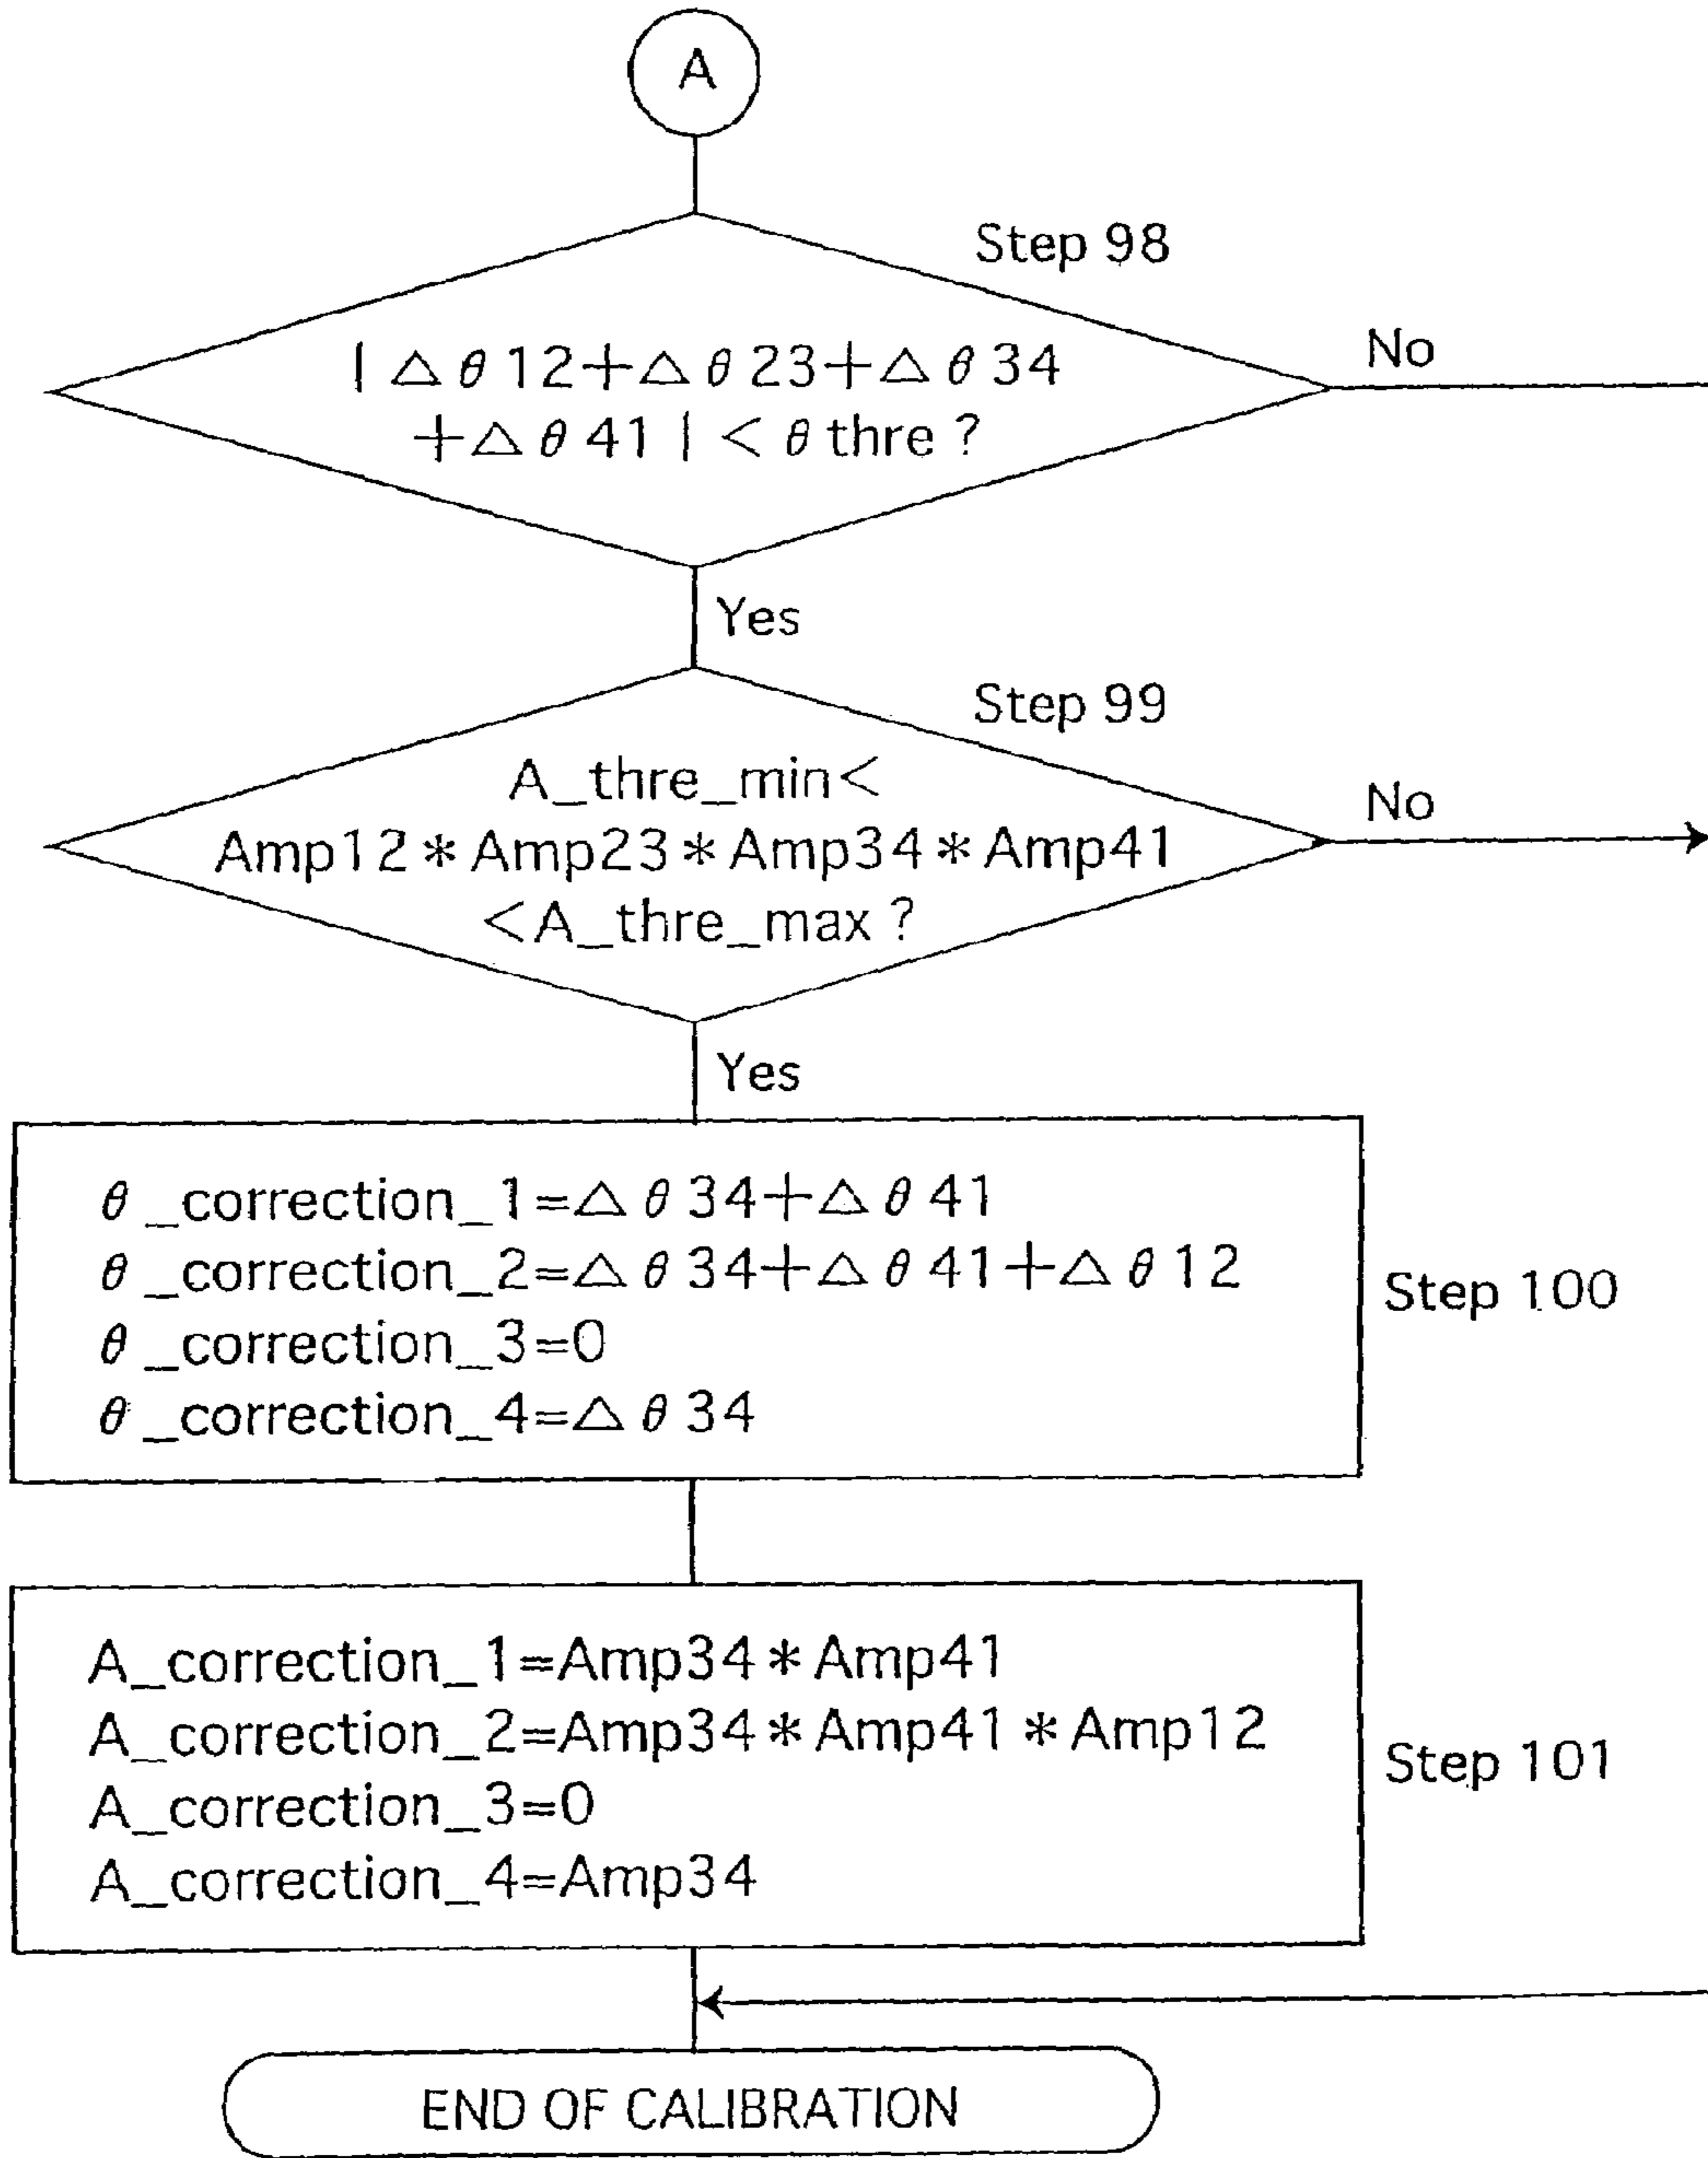 A
Step 98
| △θ12+△θ23+△θ34
+△θ41 | < θthre ?
No
Yes
Step 99
A_thre_min<
Amp12*Amp23*Amp34*Amp41
<A_thre_max ?
No
Yes
θ_correction_1=△θ34+△θ41
θ_correction_2=△θ34+△θ41+△θ12
θ_correction_3=0
θ_correction_4=△θ34
Step 100
A_correction_1=Amp34*Amp41
A_correction_2=Amp34*Amp41*Amp12
A_correction_3=0
A_correction_4=Amp34
Step 101
END OF CALIBRATION